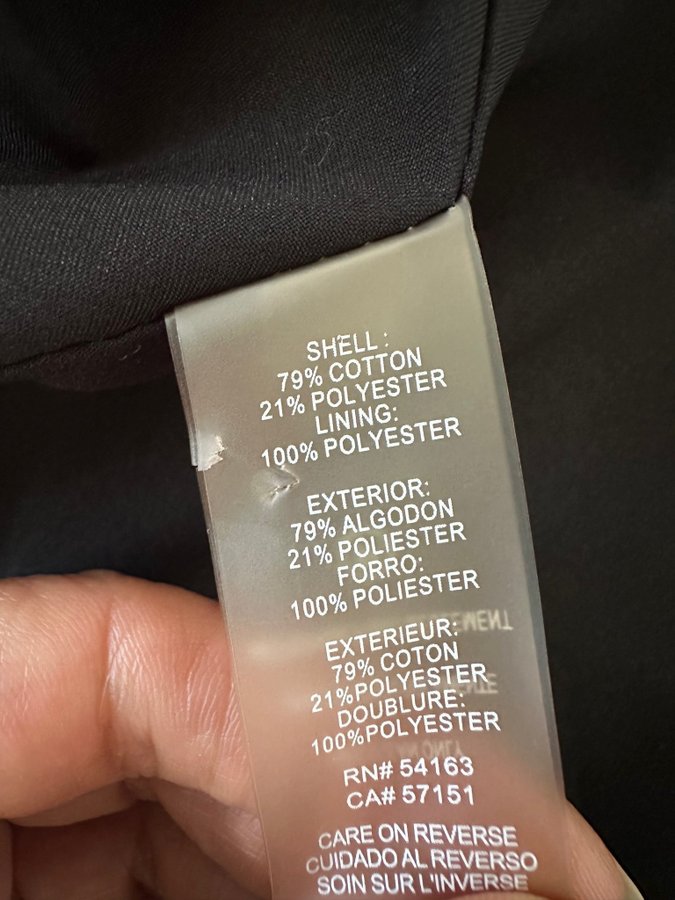 SHELL :
79% COTTON
21% POLYESTER
LINING:
100% POLYESTER
EXTERIOR:
79% ALGODON
21% POLIESTER
FORRO:
100% POLIESTER
EXTERIEUR:
79% COTON
21%POLYESTER
DOUBLURE:
100%POLYESTER
RN# 54163
CA# 57151
CARE ON REVERSE
CUIDADO AL REVERSO
SOIN SUR L'INVERSE